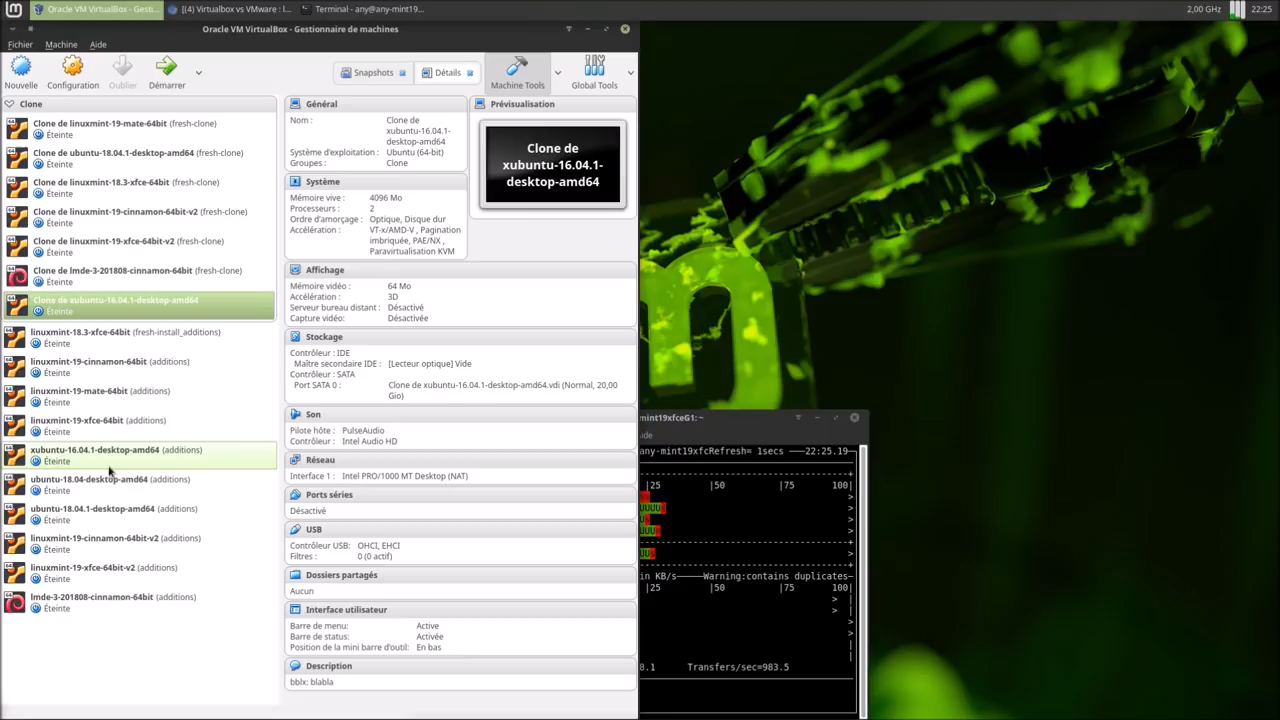 Oracle VM VirtualBox - Gesti...
[(4) Virtualbox vs VMware : l...
Terminal - any@any-mint19...
2,00 GHz
22:25
Oracle VM VirtualBox - Gestionnaire de machines
Fichier Machine Aide
Nouvelle Configuration Oublier Démarrer
Snapshots Détails
Machine Tools Global Tools
Clone
Clone de linuxmint-19-mate-64bit (fresh-clone)
Éteinte
Clone de ubuntu-18.04.1-desktop-amd64 (fresh-clone)
Éteinte
Clone de linuxmint-18.3-xfce-64bit (fresh-clone)
Éteinte
Clone de linuxmint-19-cinnamon-64bit-v2 (fresh-clone)
Éteinte
Clone de linuxmint-19-xfce-64bit-v2 (fresh-clone)
Éteinte
Clone de lmde-3-201808-cinnamon-64bit (fresh-clone)
Éteinte
Clone de xubuntu-16.04.1-desktop-amd64
Éteinte
linuxmint-18.3-xfce-64bit (fresh-install_additions)
Éteinte
linuxmint-19-cinnamon-64bit (additions)
Éteinte
linuxmint-19-mate-64bit (additions)
Éteinte
linuxmint-19-xfce-64bit (additions)
Éteinte
xubuntu-16.04.1-desktop-amd64 (additions)
Éteinte
ubuntu-18.04-desktop-amd64 (additions)
Éteinte
ubuntu-18.04.1-desktop-amd64 (additions)
Éteinte
linuxmint-19-cinnamon-64bit-v2 (additions)
Éteinte
linuxmint-19-xfce-64bit-v2 (additions)
Éteinte
lmde-3-201808-cinnamon-64bit (additions)
Éteinte
Général
Nom : Clone de
xubuntu-16.04.1-
desktop-amd64
Système d'exploitation : Ubuntu (64-bit)
Groupes : Clone
Prévisualisation
Clone de
xubuntu-16.04.1-
desktop-amd64
Système
Mémoire vive : 4096 Mo
Processeurs : 2
Ordre d'amorçage : Optique, Disque dur
Accélération : VT-x/AMD-V , Pagination
imbriquée, PAE/NX ,
Paravirtualisation KVM
Affichage
Mémoire vidéo : 64 Mo
Accélération : 3D
Serveur bureau distant : Désactivé
Capture vidéo : Désactivée
Stockage
Contrôleur : IDE
Maître secondaire IDE : [Lecteur optique] Vide
Contrôleur : SATA
Port SATA 0 : Clone de xubuntu-16.04.1-desktop-amd64.vdi (Normal, 20,00
Gio)
Son
Pilote hôte : PulseAudio
Contrôleur : Intel Audio HD
Réseau
Interface 1 : Intel PRO/1000 MT Desktop (NAT)
Ports séries
Désactivé
USB
Contrôleur USB: OHCI, EHCI
Filtres : 0 (0 actif)
Dossiers partagés
Aucun
Interface utilisateur
Barre de menu : Active
Barre de status : Activée
Position de la mini barre d'outil: En bas
Description
bblx: blabla
mint19xfceG1: ~
ide
any-mint19xfcRefresh= 1secs 22:25.19
|25 |50 |75 100|
in KB/s Warning:contains duplicates
|25 |50 |75 100|
8.1 Transfers/sec=983.5